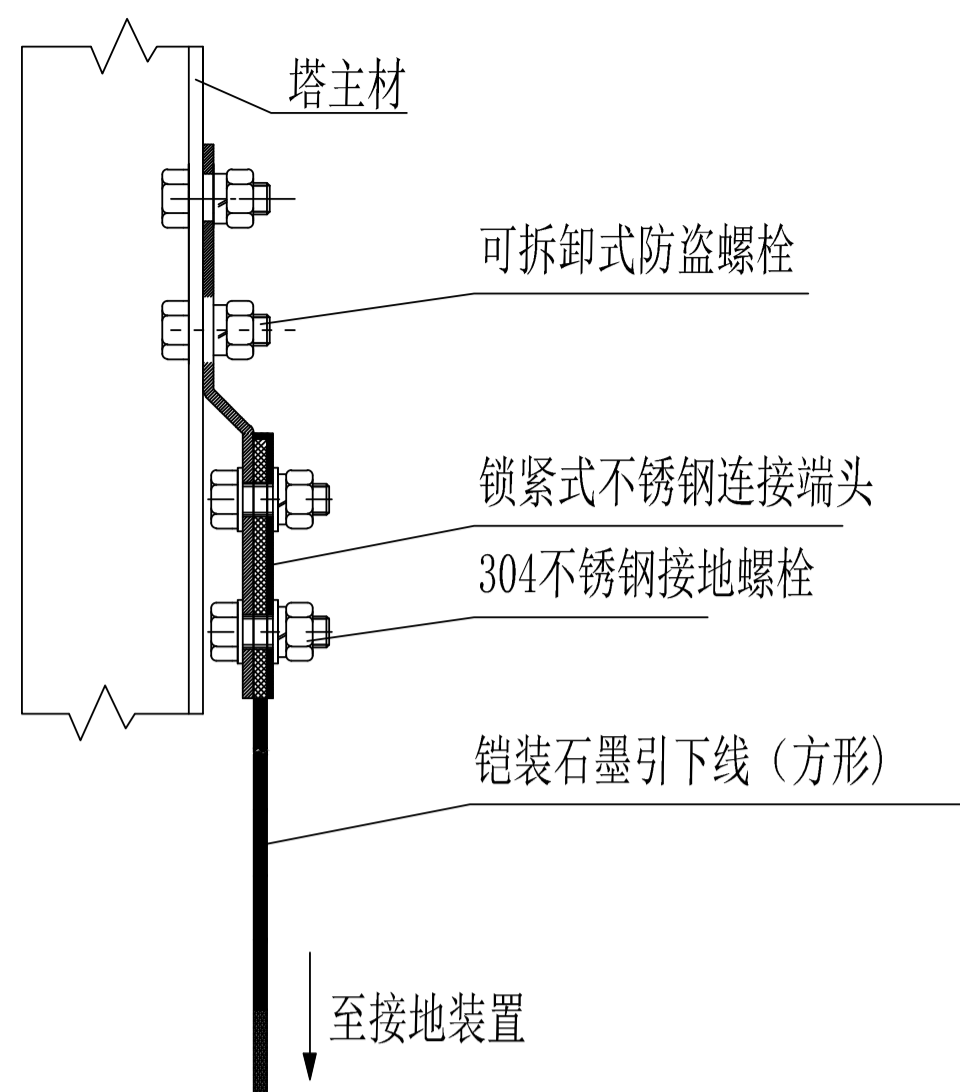 塔主材
可拆卸式防盗螺栓
锁紧式不锈钢连接端头
304不锈钢接地螺栓
铠装石墨引下线（方形）
至接地装置